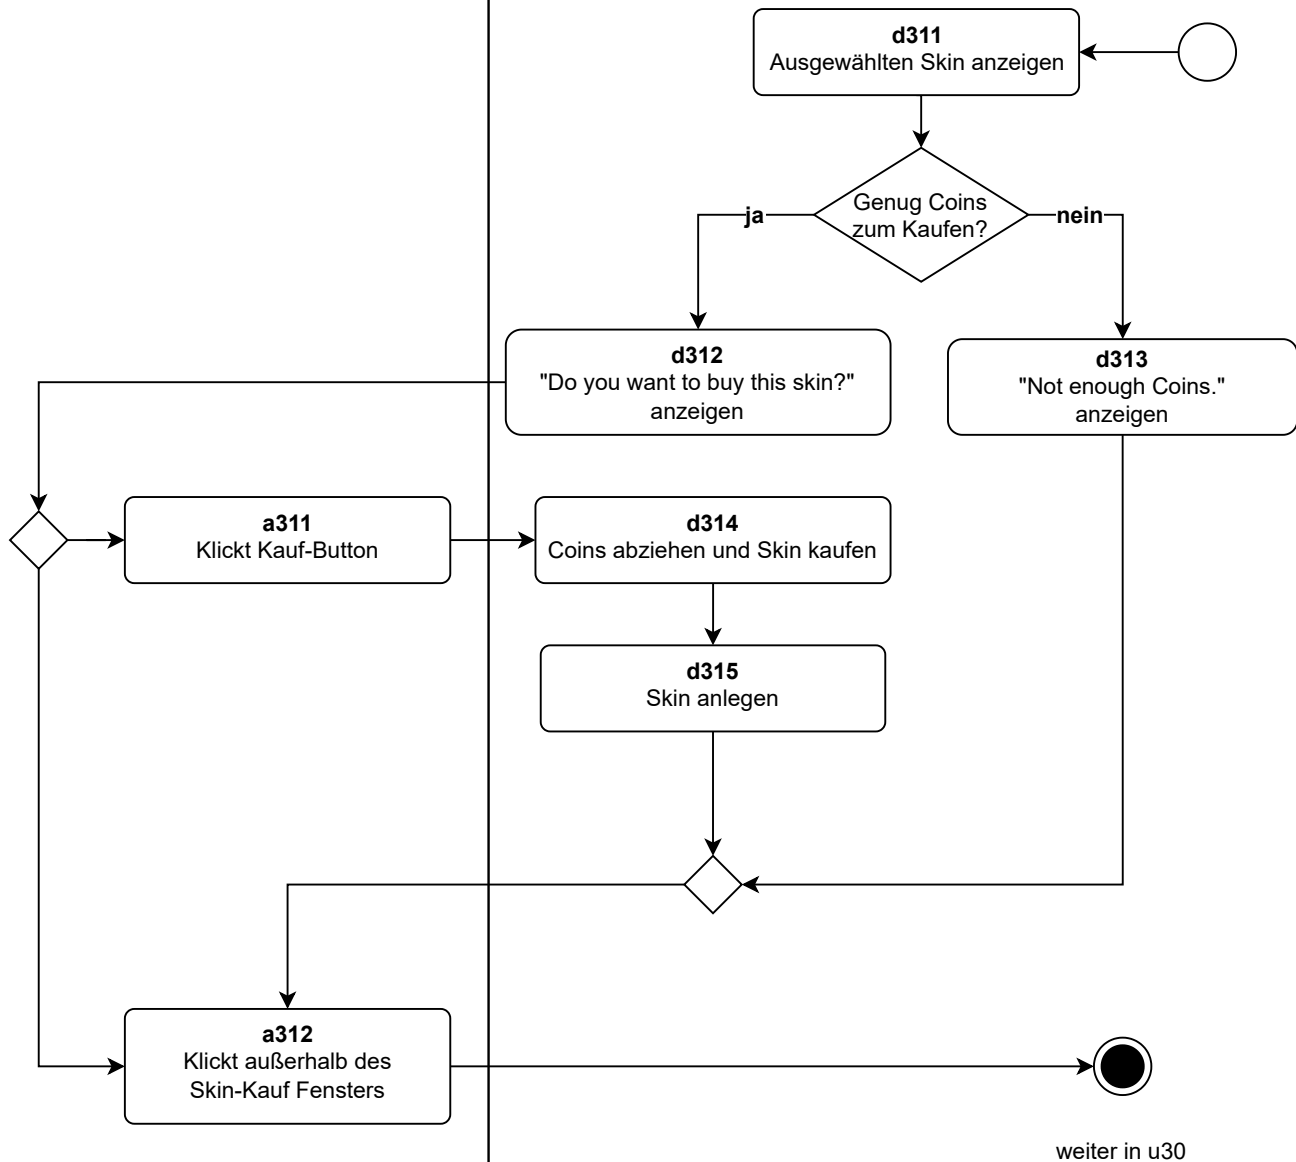 d311
Ausgewählten Skin anzeigen
Genug Coins
zum Kaufen?
ja
nein
d312
"Do you want to buy this skin?"
anzeigen
d313
"Not enough Coins."
anzeigen
a311
Klickt Kauf-Button
d314
Coins abziehen und Skin kaufen
d315
Skin anlegen
a312
Klickt außerhalb des
Skin-Kauf Fensters
weiter in u30